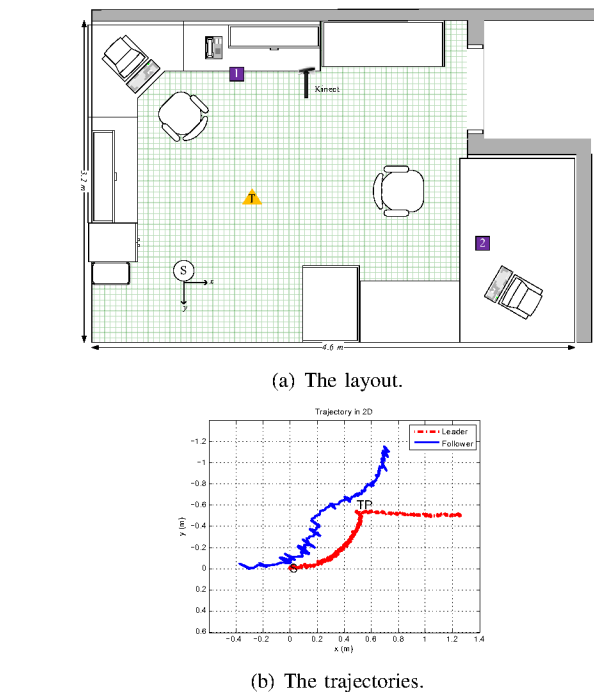 1
Kinect
3.2 m
T
2
S
x
y
4.6 m
(a) The layout.
Trajectory in 2D
Leader
Follower
TP
y (m)
−1.2
−1
−0.8
−0.6
−0.4
−0.2
0
0.2
0.4
0.6
−0.4
−0.2
0
0.2
0.4
0.6
0.8
1
1.2
1.4
x (m)
(b) The trajectories.